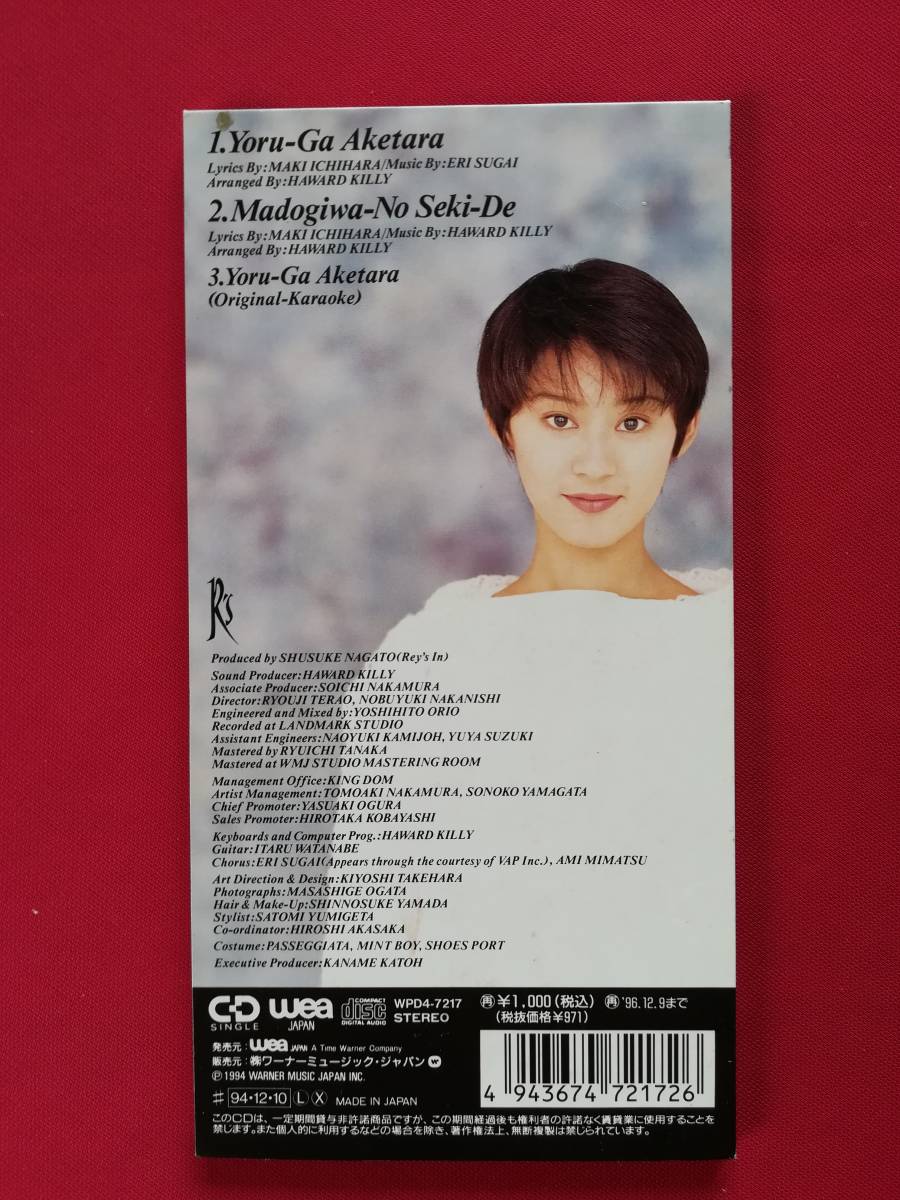 1.Yoru-Ga Aketara
Lyrics By:MAKI ICHIHARA/Music By:ERI SUGAI
Arranged By:HAWARD KILLY
2.Madogiwa-No Seki-De
Lyrics By:MAKI ICHIHARA/Music By:HAWARD KILLY
Arranged By:HAWARD KILLY
3.Yoru-Ga Aketara
(Original-Karaoke)
R's
Produced by SHUSUKE NAGATO(Rey's In)
Sound Producer:HAWARD KILLY
Associate Producer:SOICHI NAKAMURA
Director:RYOUJI TERAO, NOBUYUKI NAKANISHI
Engineered and Mixed by:YOSHIHITO ORIO
Recorded at LANDMARK STUDIO
Assistant Engineers:NAOYUKI KAMIJOH, YUYA SUZUKI
Mastered by RYUICHI TANAKA
Mastered at WMJ STUDIO MASTERING ROOM
Management Office:KING DOM
Artist Management:TOMOAKI NAKAMURA, SONOKO YAMAGATA
Chief Promoter:YASUAKI OGURA
Sales Promoter:HIROTAKA KOBAYASHI
Keyboards and Computer Prog.:HAWARD KILLY
Guitar:ITARU WATANABE
Chorus:ERI SUGAI(Appears through the courtesy of VAP Inc.), AMI MIMATSU
Art Direction & Design:KIYOSHI TAKEHARA
Photographs:MASASHIGE OGATA
Hair & Make-Up:SHINNOSUKE YAMADA
Stylist:SATOMI YUMIGETA
Co-ordinator:HIROSHI AKASAKA
Costume:PASSEGGIATA, MINT BOY, SHOES PORT
Executive Producer:KANAME KATOH
CD SINGLE wea JAPAN COMPACT disc DIGITAL AUDIO WPD4-7217 STEREO
㊞¥1,000(税込) 再'96.12.9まで
(税抜価格¥971)
発売元:wea JAPAN A Time Warner Company
販売元:㈱ワーナーミュージック・ジャパン
Ⓟ1994 WARNER MUSIC JAPAN INC.
♯ 94・12・10 Ⓛ Ⓧ MADE IN JAPAN
4 943674 721726
このCDは、一定期間貸与非許諾商品ですが、この期間経過後も権利者の許諾なく賃貸業に使用することを
禁じます。また個人的に利用するなどの場合を除き、著作権法上、無断複製は禁じられています。